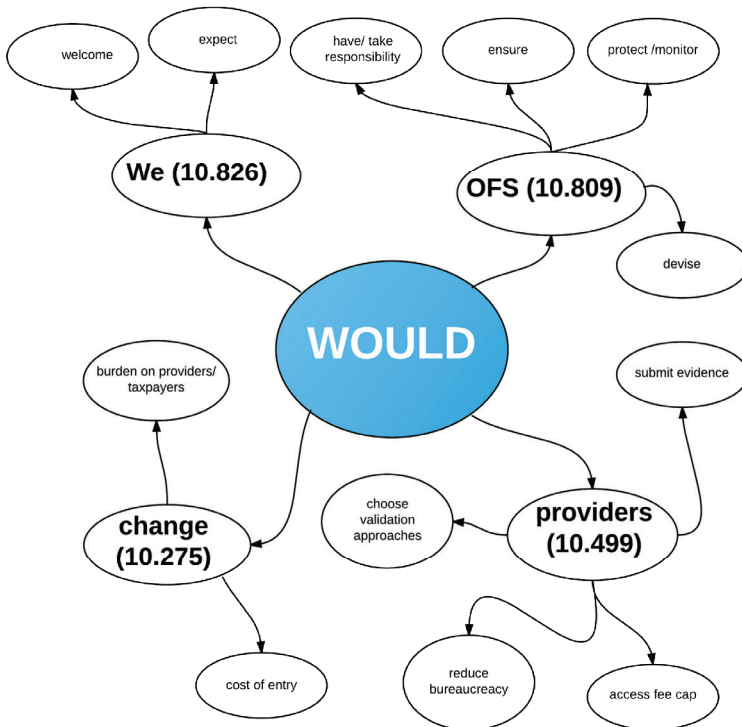 welcome
expect
have/ take
responsibility
ensure
protect /monitor
We (10.826)
OFS (10.809)
devise
WOULD
burden on providers/
taxpayers
submit evidence
change
(10.275)
choose
validation
approaches
providers
(10.499)
cost of entry
reduce
bureaucreacy
access fee cap